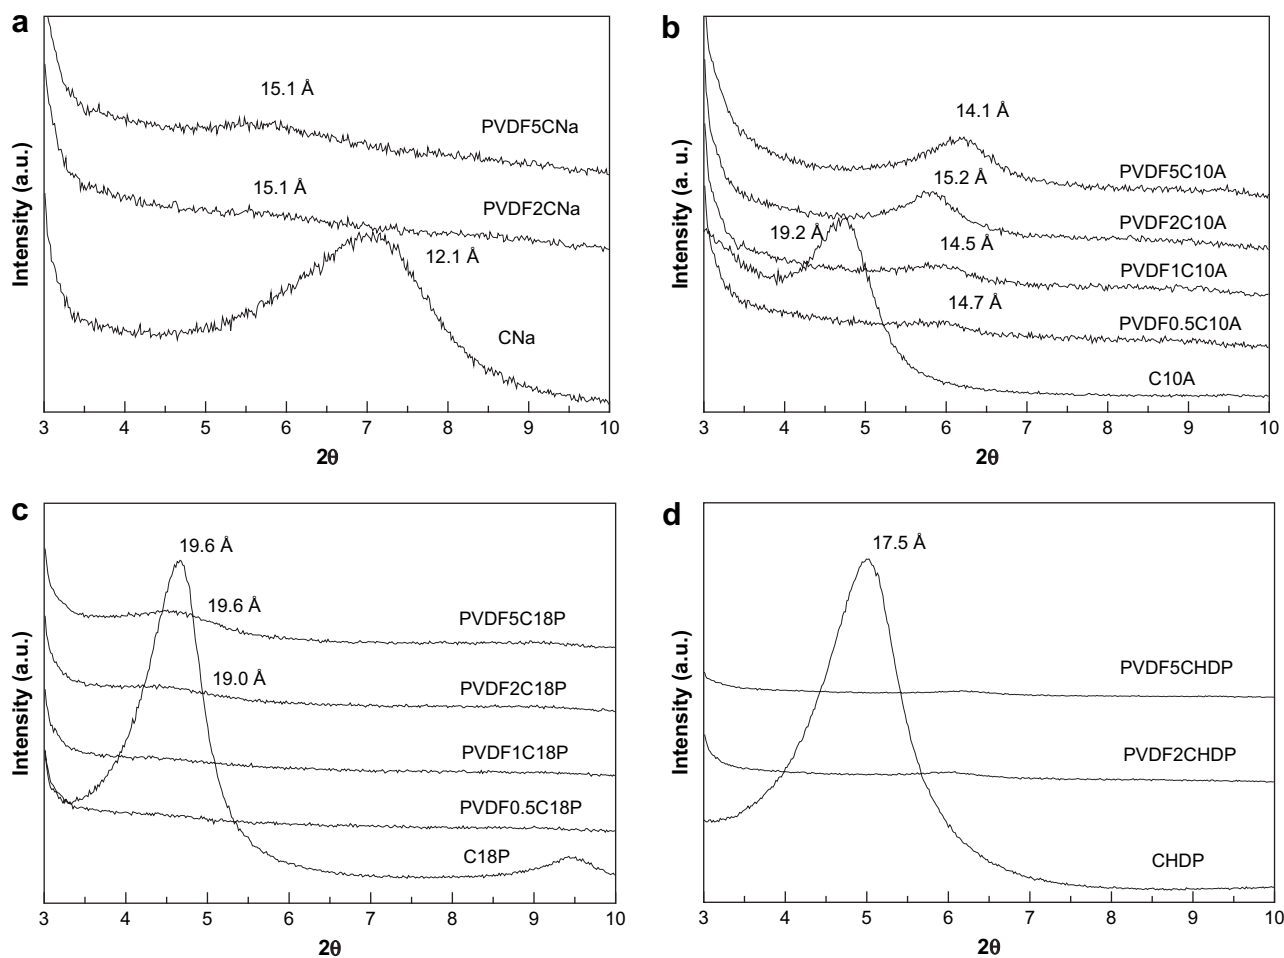 a
Intensity (a.u.)
15.1 Å
PVDF5CNa
15.1 Å
PVDF2CNa
12.1 Å
CNa
3 4 5 6 7 8 9 10
2θ
b
Intensity (a. u.)
14.1 Å
PVDF5C10A
15.2 Å
PVDF2C10A
19.2 Å
14.5 Å
PVDF1C10A
14.7 Å
PVDF0.5C10A
C10A
3 4 5 6 7 8 9 10
2θ
c
Intensity (a.u.)
19.6 Å
19.6 Å
PVDF5C18P
19.0 Å
PVDF2C18P
PVDF1C18P
PVDF0.5C18P
C18P
3 4 5 6 7 8 9 10
2θ
d
Intensity (a.u.)
17.5 Å
PVDF5CHDP
PVDF2CHDP
CHDP
3 4 5 6 7 8 9 10
2θ